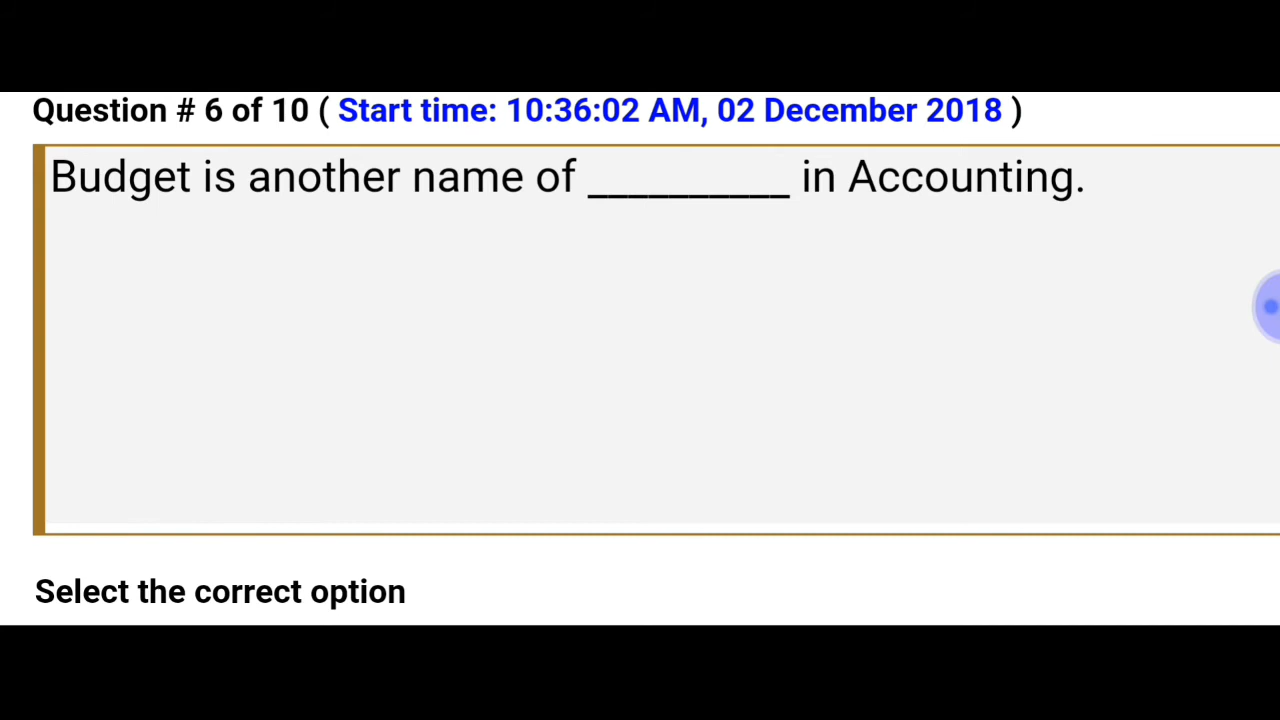 Question # 6 of 10 ( Start time: 10:36:02 AM, 02 December 2018 )
Budget is another name of __________ in Accounting.
Select the correct option